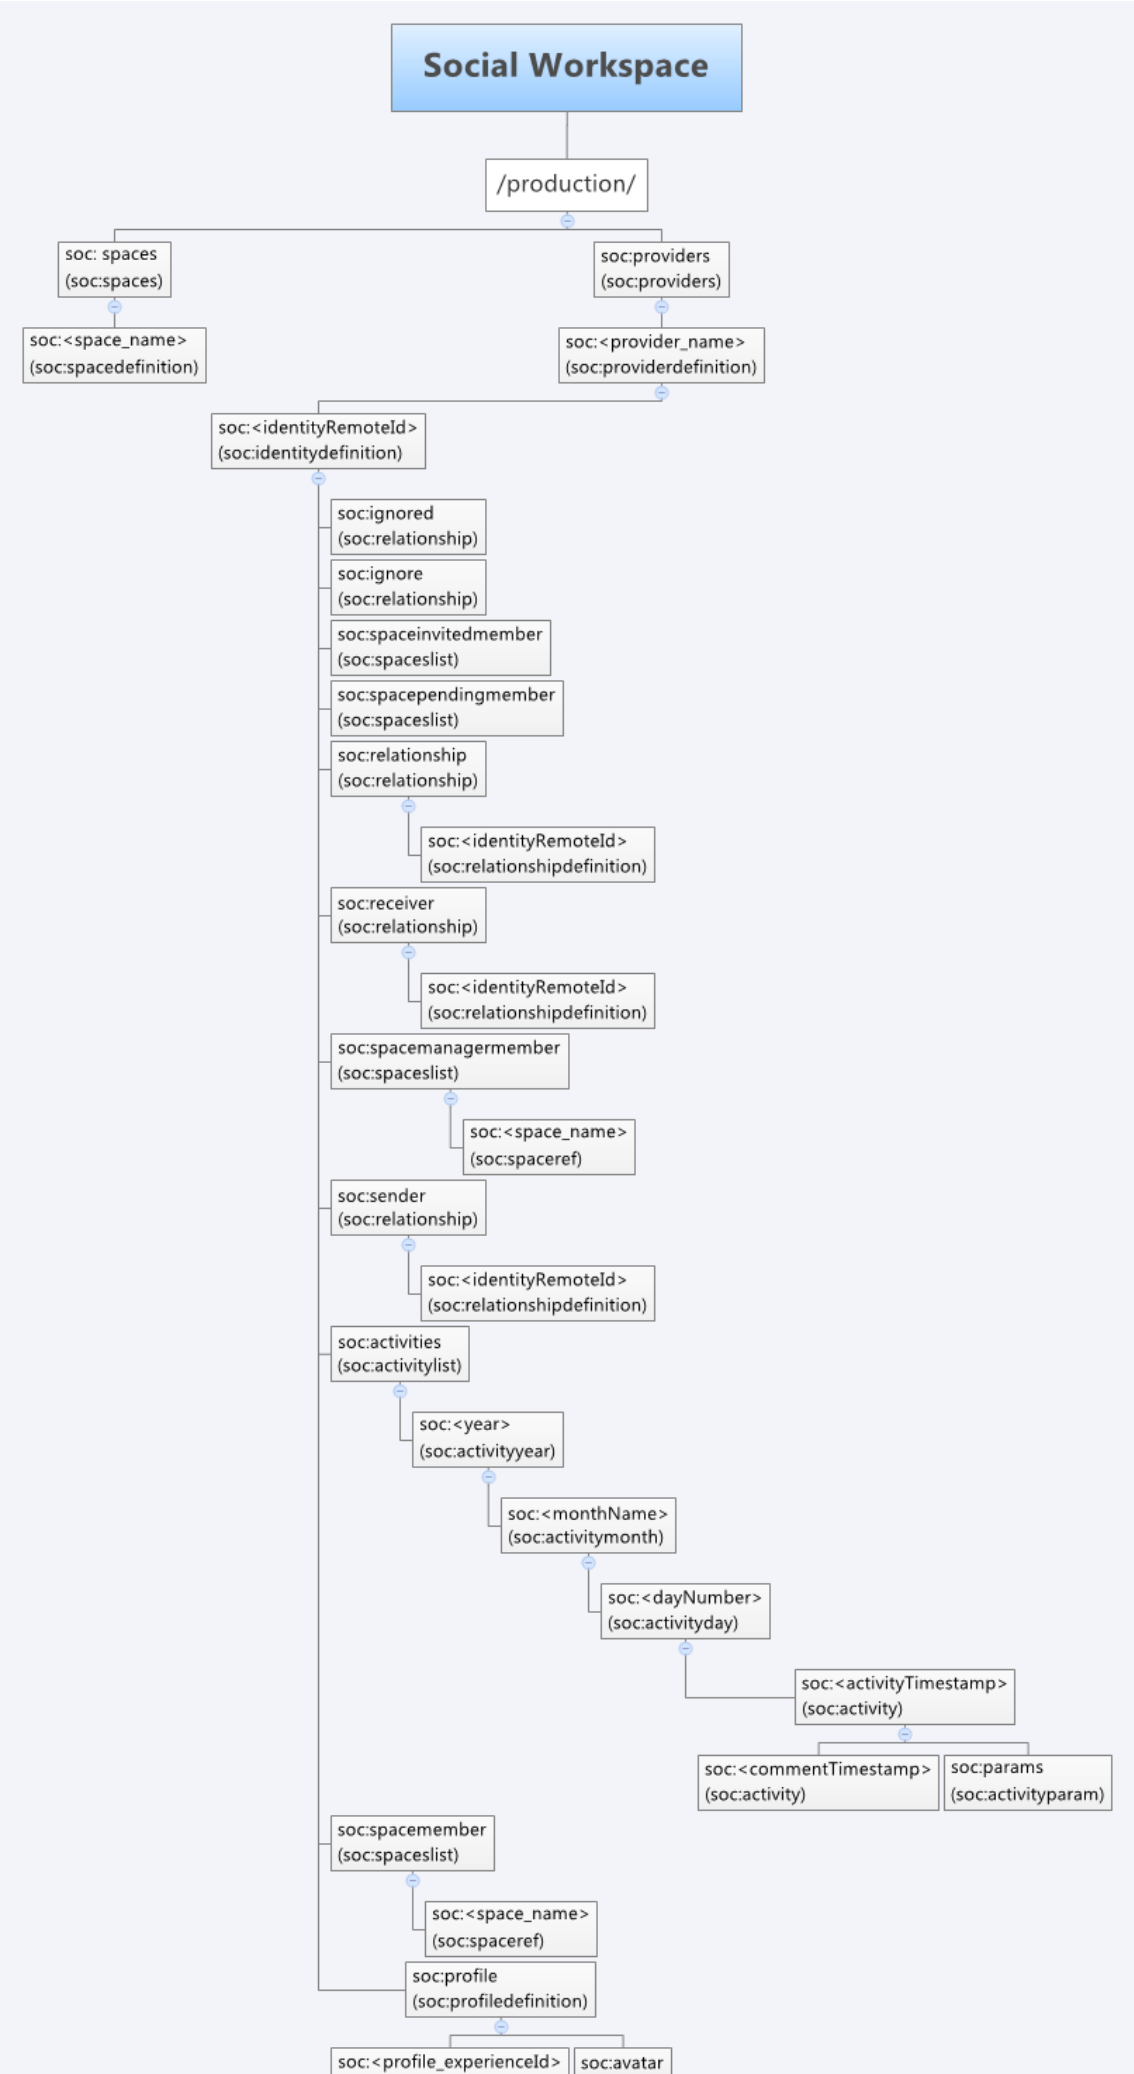 Social Workspace
/production/
soc: spaces
(soc:spaces)
soc:providers
(soc:providers)
soc:<space_name>
(soc:spacedefinition)
soc:<provider_name>
(soc:providerdefinition)
soc:<identityRemoteId>
(soc:identitydefinition)
soc:ignored
(soc:relationship)
soc:ignore
(soc:relationship)
soc:spaceinvitedmember
(soc:spaceslist)
soc:spacependingmember
(soc:spaceslist)
soc:relationship
(soc:relationship)
soc:<identityRemoteId>
(soc:relationshipdefinition)
soc:receiver
(soc:relationship)
soc:<identityRemoteId>
(soc:relationshipdefinition)
soc:spacemanagermember
(soc:spaceslist)
soc:<space_name>
(soc:spaceref)
soc:sender
(soc:relationship)
soc:<identityRemoteId>
(soc:relationshipdefinition)
soc:activities
(soc:activitylist)
soc:<year>
(soc:activityyear)
soc:<monthName>
(soc:activitymonth)
soc:<dayNumber>
(soc:activityday)
soc:<activityTimestamp>
(soc:activity)
soc:<commentTimestamp>
(soc:activity)
soc:params
(soc:activityparam)
soc:spacemember
(soc:spaceslist)
soc:<space_name>
(soc:spaceref)
soc:profile
(soc:profiledefinition)
soc:<profile_experienceId>
soc:avatar